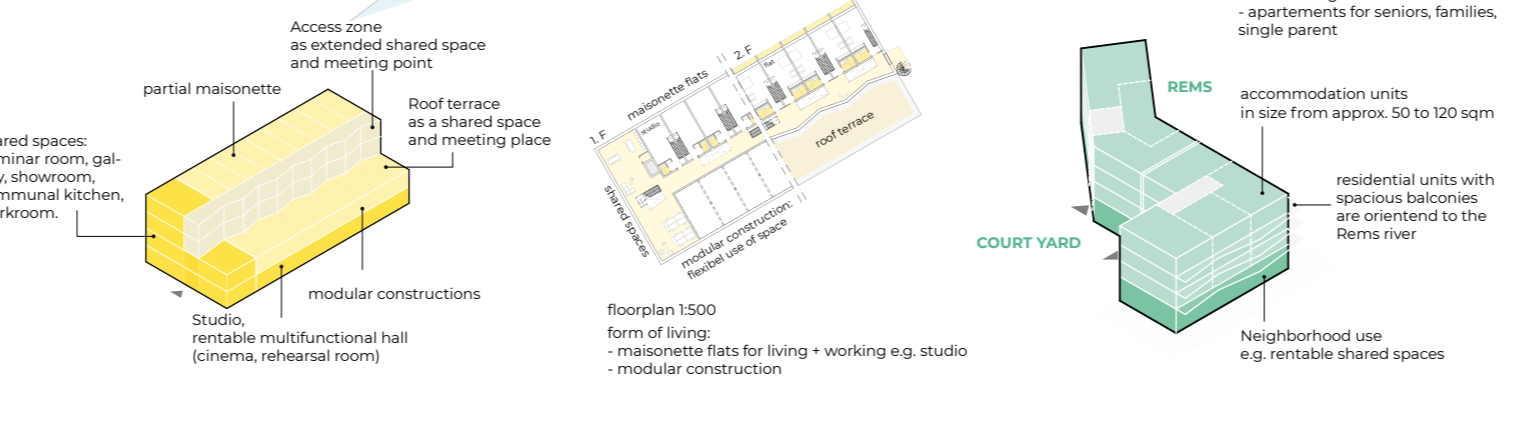 Access zone
as extended shared space
and meeting point
partial maisonette
Roof terrace
as a shared space
and meeting place
ared spaces:
minar room, gal-
y, showroom,
mmunal kitchen,
rkroom.
modular constructions
Studio,
rentable multifunctional hall
(cinema, rehearsal room)
1. F
maisonette flats
2. F
studio
flat
flat
roof terrace
shared spaces
modular construction:
flexibel use of space
floorplan 1:500
form of living:
- maisonette flats for living + working e.g. studio
- modular construction
- apartements for seniors, families,
single parent
REMS
accommodation units
in size from approx. 50 to 120 sqm
residential units with
spacious balconies
are orientend to the
Rems river
COURT YARD
Neighborhood use
e.g. rentable shared spaces